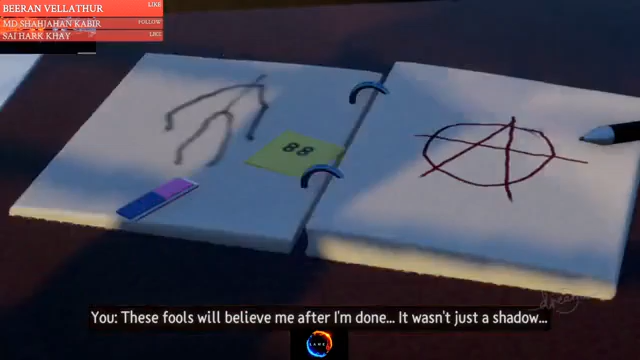 BEERAN VELLATHUR LIKE
MD SHAHJAHAN KABIR FOLLOW
SAI HARK KHAY LIKE
88
You: These fools will believe me after I'm done... It wasn't just a shadow...